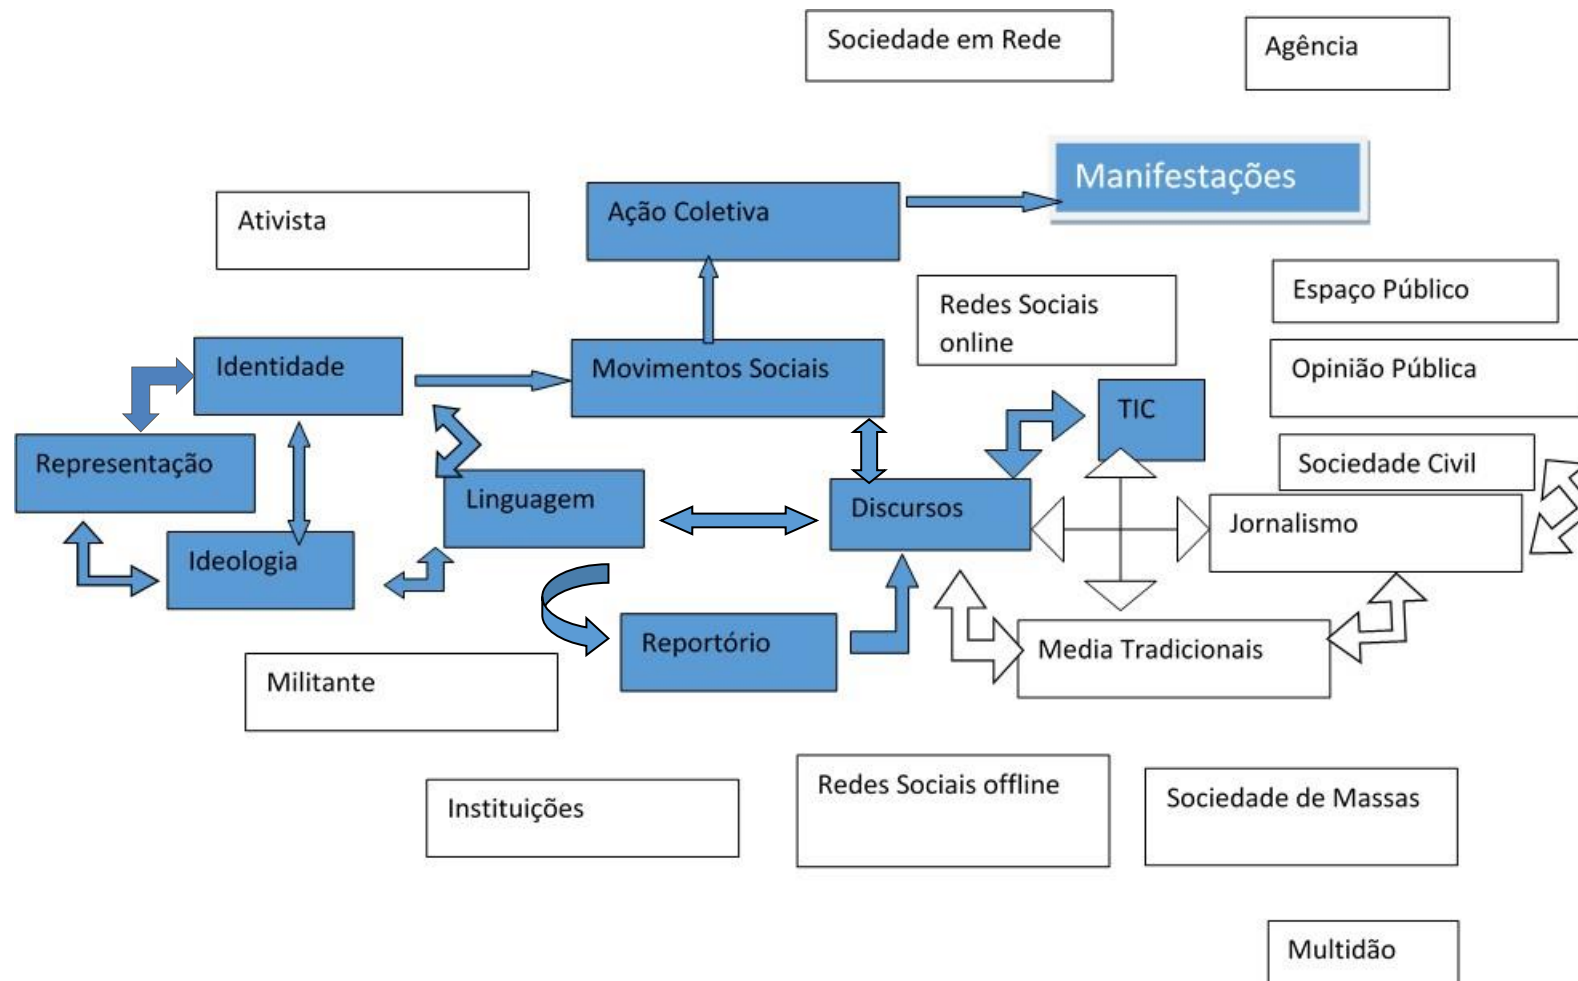 Sociedade em Rede
Agência
Manifestações
Ação Coletiva
Ativista
Redes Sociais
online
Espaço Público
Identidade
Movimentos Sociais
Opinião Pública
TIC
Representação
Sociedade Civil
Linguagem
Discursos
Jornalismo
Ideologia
Reportório
Media Tradicionais
Militante
Instituições
Redes Sociais offline
Sociedade de Massas
Multidão